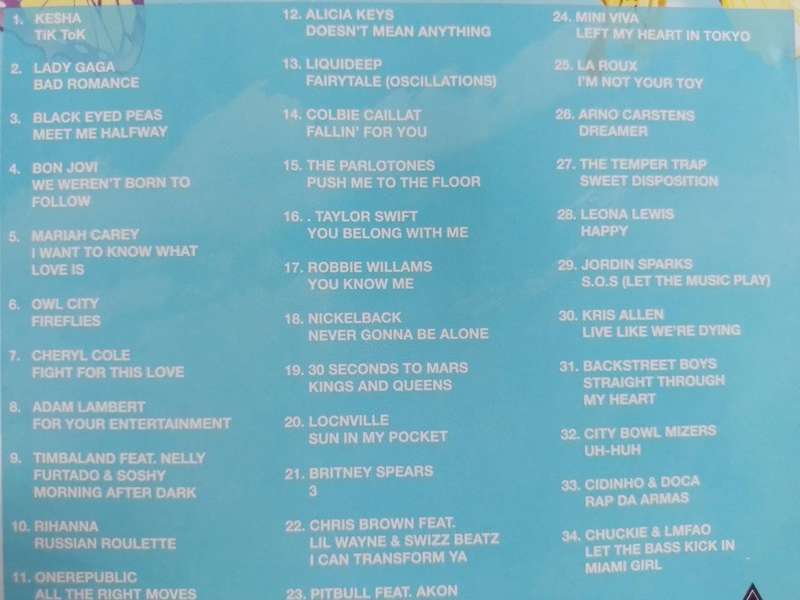 1. KESHA
TiK ToK
2. LADY GAGA
BAD ROMANCE
3. BLACK EYED PEAS
MEET ME HALFWAY
4. BON JOVI
WE WEREN'T BORN TO
FOLLOW
5. MARIAH CAREY
I WANT TO KNOW WHAT
LOVE IS
6. OWL CITY
FIREFLIES
7. CHERYL COLE
FIGHT FOR THIS LOVE
8. ADAM LAMBERT
FOR YOUR ENTERTAINMENT
9. TIMBALAND FEAT. NELLY
FURTADO & SOSHY
MORNING AFTER DARK
10. RIHANNA
RUSSIAN ROULETTE
11. ONEREPUBLIC
ALL THE RIGHT MOVES
12. ALICIA KEYS
DOESN'T MEAN ANYTHING
13. LIQUIDEEP
FAIRYTALE (OSCILLATIONS)
14. COLBIE CAILLAT
FALLIN' FOR YOU
15. THE PARLOTONES
PUSH ME TO THE FLOOR
16. . TAYLOR SWIFT
YOU BELONG WITH ME
17. ROBBIE WILLAMS
YOU KNOW ME
18. NICKELBACK
NEVER GONNA BE ALONE
19. 30 SECONDS TO MARS
KINGS AND QUEENS
20. LOCNVILLE
SUN IN MY POCKET
21. BRITNEY SPEARS
3
22. CHRIS BROWN FEAT.
LIL WAYNE & SWIZZ BEATZ
I CAN TRANSFORM YA
23. PITBULL FEAT. AKON
24. MINI VIVA
LEFT MY HEART IN TOKYO
25. LA ROUX
I'M NOT YOUR TOY
26. ARNO CARSTENS
DREAMER
27. THE TEMPER TRAP
SWEET DISPOSITION
28. LEONA LEWIS
HAPPY
29. JORDIN SPARKS
S.O.S (LET THE MUSIC PLAY)
30. KRIS ALLEN
LIVE LIKE WE'RE DYING
31. BACKSTREET BOYS
STRAIGHT THROUGH
MY HEART
32. CITY BOWL MIZERS
UH-HUH
33. CIDINHO & DOCA
RAP DA ARMAS
34. CHUCKIE & LMFAO
LET THE BASS KICK IN
MIAMI GIRL